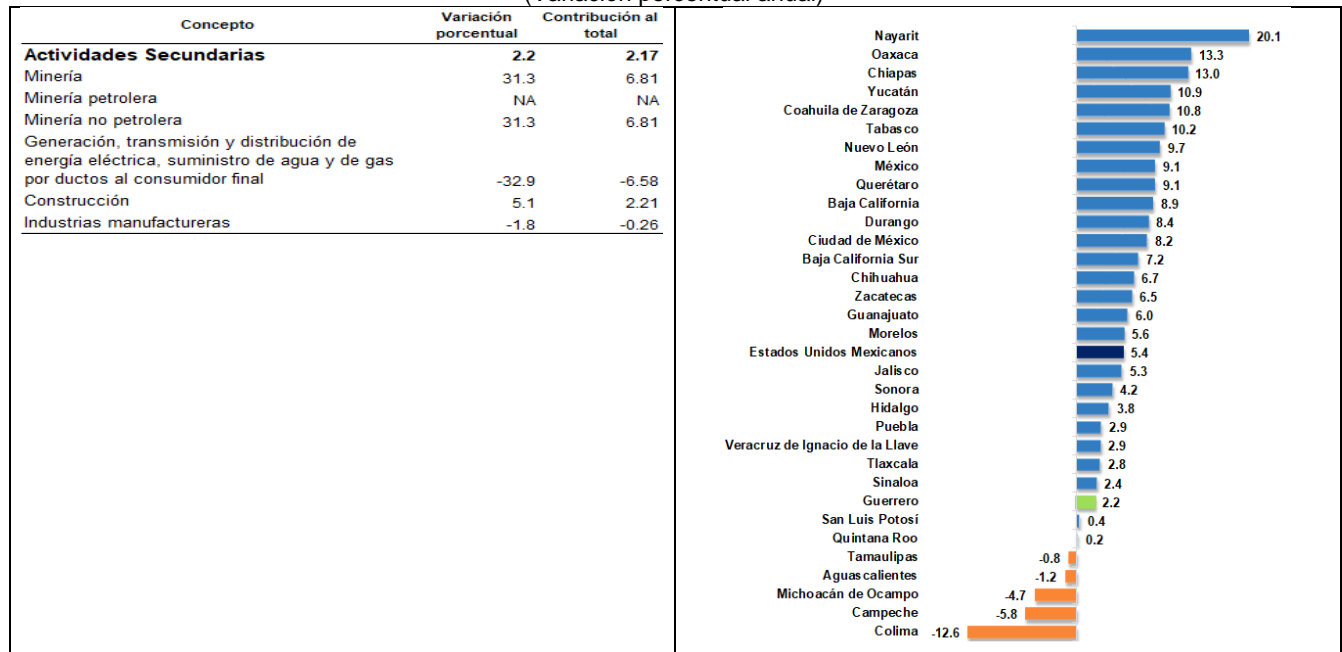 (Variación porcentual anual)
Concepto Variación porcentual Contribución al total
Actividades Secundarias 2.2 2.17
Minería 31.3 6.81
Minería petrolera NA NA
Minería no petrolera 31.3 6.81
Generación, transmisión y distribución de
energía eléctrica, suministro de agua y de gas
por ductos al consumidor final -32.9 -6.58
Construcción 5.1 2.21
Industrias manufactureras -1.8 -0.26
Nayarit 20.1
Oaxaca 13.3
Chiapas 13.0
Yucatán 10.9
Coahuila de Zaragoza 10.8
Tabasco 10.2
Nuevo León 9.7
México 9.1
Querétaro 9.1
Baja California 8.9
Durango 8.4
Ciudad de México 8.2
Baja California Sur 7.2
Chihuahua 6.7
Zacatecas 6.5
Guanajuato 6.0
Morelos 5.6
Estados Unidos Mexicanos 5.4
Jalisco 5.3
Sonora 4.2
Hidalgo 3.8
Puebla 2.9
Veracruz de Ignacio de la Llave 2.9
Tlaxcala 2.8
Sinaloa 2.4
Guerrero 2.2
San Luis Potosí 0.4
Quintana Roo 0.2
Tamaulipas -0.8
Aguascalientes -1.2
Michoacán de Ocampo -4.7
Campeche -5.8
Colima -12.6